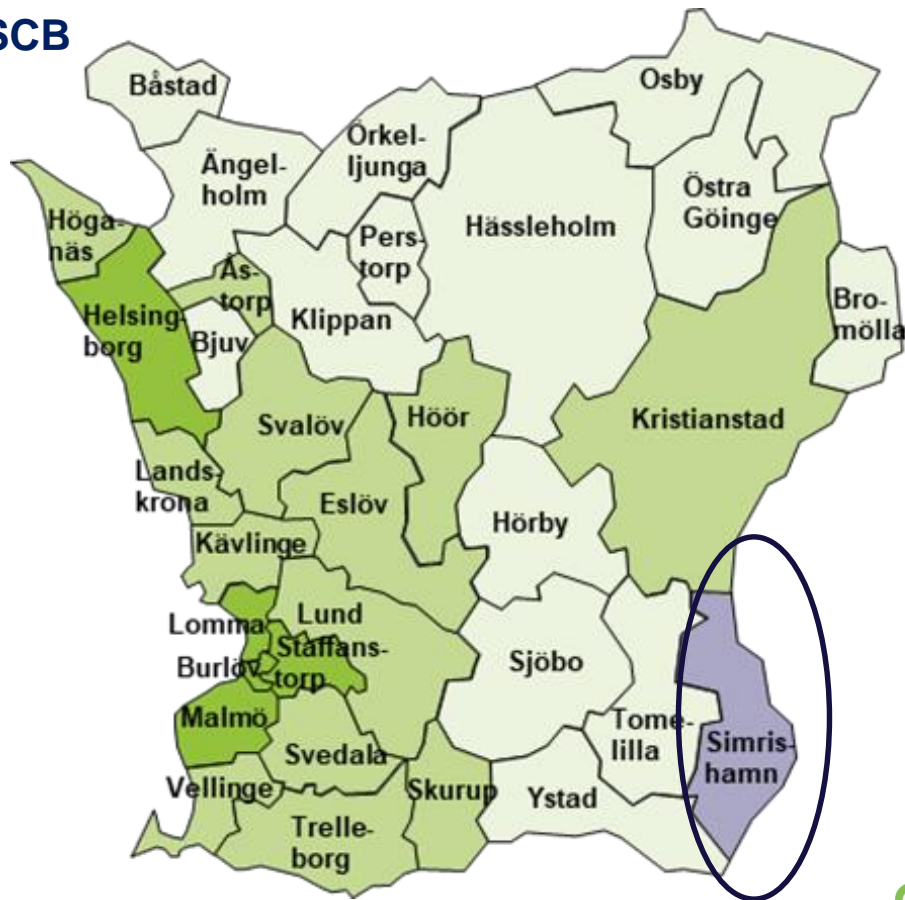 SCB
Båstad
Osby
Örkel-
ljunga
Ängel-
holm
Östra
Göinge
Höga-
näs
Pers-
torp
Hässleholm
Ås-
torp
Bro-
mölla
Helsing-
borg
Bjuv
Klippan
Svalöv
Höör
Kristianstad
Lands-
krona
Eslöv
Hörby
Kävlinge
Lomma
Lund
Staffans-
torp
Burlöv
Sjöbo
Malmö
Tome-
lilla
Simris-
hamn
Svedala
Vellinge
Skurup
Ystad
Trelle-
borg